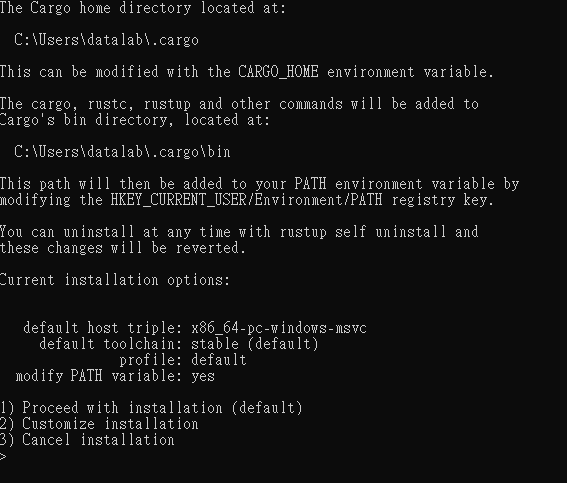 The Cargo home directory located at:
C:\Users\datalab\.cargo
This can be modified with the CARGO_HOME environment variable.
The cargo, rustc, rustup and other commands will be added to
Cargo's bin directory, located at:
C:\Users\datalab\.cargo\bin
This path will then be added to your PATH environment variable by
modifying the HKEY_CURRENT_USER/Environment/PATH registry key.
You can uninstall at any time with rustup self uninstall and
these changes will be reverted.
Current installation options:
default host triple: x86_64-pc-windows-msvc
default toolchain: stable (default)
profile: default
modify PATH variable: yes
1) Proceed with installation (default)
2) Customize installation
3) Cancel installation
>